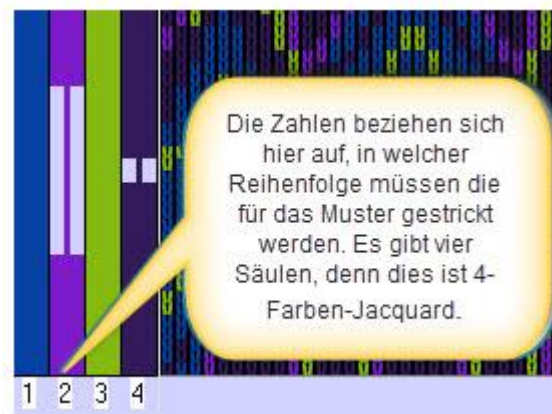 Die Zahlen beziehen sich
hier auf, in welcher
Reihenfolge müssen die
für das Muster gestrickt
werden. Es gibt vier
Säulen, denn dies ist 4-
Farben-Jacquard.
1 2 3 4